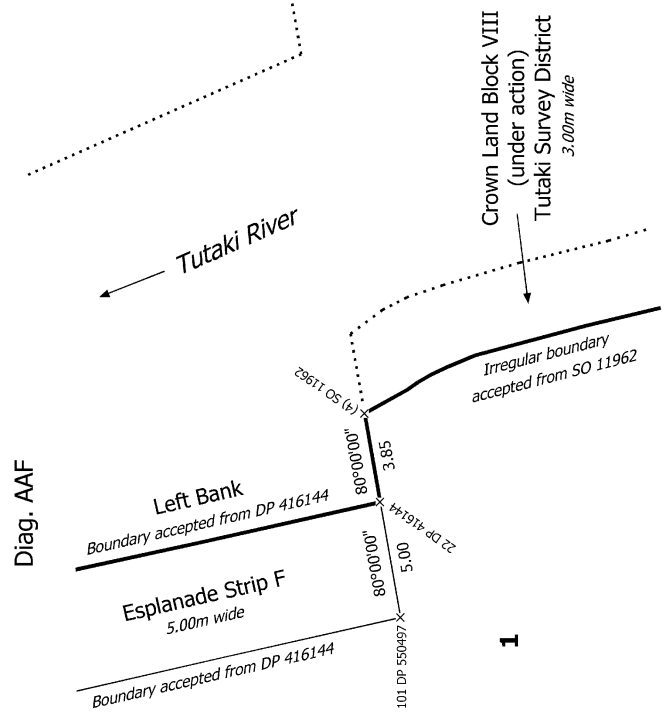 Crown Land Block VIII
(under action)
Tutaki Survey District
3.00m wide
Tutaki River
Irregular boundary
accepted from SO 11962
(4) SO 11962
80°00'00"
3.85
Diag. AAF
Left Bank
Boundary accepted from DP 416144
22 DP 416144
80°00'00"
5.00
Esplanade Strip F
5.00m wide
101 DP 550497
Boundary accepted from DP 416144
1